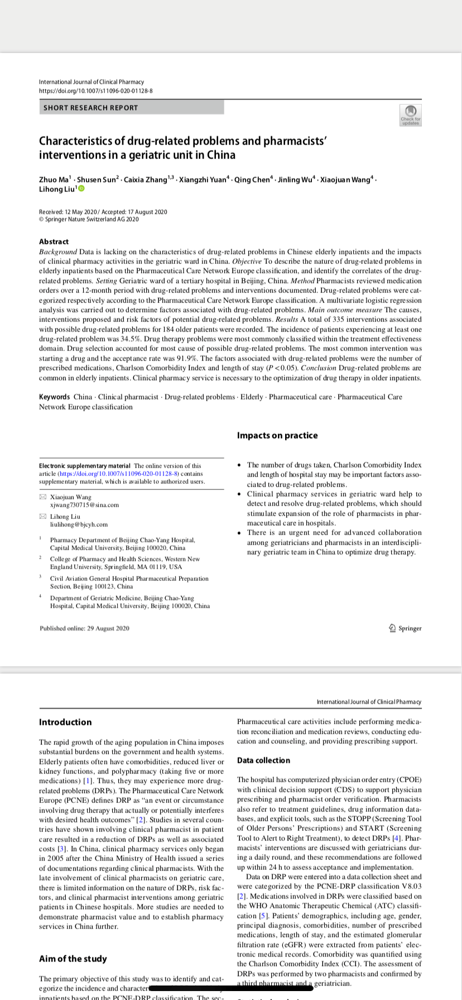 International Journal of Clinical Pharmacy
https://doi.org/10.1007/s11096-020-01128-8
SHORT RESEARCH REPORT
Check for
updates
Characteristics of drug-related problems and pharmacists’
interventions in a geriatric unit in China
Zhuo Ma1 · Shusen Sun2 · Caixia Zhang1,3 · Xiangzhi Yuan4 · Qing Chen4 · Jinling Wu4 · Xiaojuan Wang4 ·
Lihong Liu1
Received: 12 May 2020 / Accepted: 17 August 2020
© Springer Nature Switzerland AG 2020
Abstract
Background Data is lacking on the characteristics of drug-related problems in Chinese elderly inpatients and the impacts
of clinical pharmacy activities in the geriatric ward in China. Objective To describe the nature of drug-related problems in
elderly inpatients based on the Pharmaceutical Care Network Europe classification, and identify the correlates of the drug-
related problems. Setting Geriatric ward of a tertiary hospital in Beijing, China. Method Pharmacists reviewed medication
orders over a 12-month period with drug-related problems and interventions documented. Drug-related problems were cat-
egorized respectively according to the Pharmaceutical Care Network Europe classification. A multivariate logistic regression
analysis was carried out to determine factors associated with drug-related problems. Main outcome measure The causes,
interventions proposed and risk factors of potential drug-related problems. Results A total of 335 interventions associated
with possible drug-related problems for 184 older patients were recorded. The incidence of patients experiencing at least one
drug-related problem was 34.5%. Drug therapy problems were most commonly classified within the treatment effectiveness
domain. Drug selection accounted for most cause of possible drug-related problems. The most common intervention was
starting a drug and the acceptance rate was 91.9%. The factors associated with drug-related problems were the number of
prescribed medications, Charlson Comorbidity Index and length of stay (P < 0.05). Conclusion Drug-related problems are
common in elderly inpatients. Clinical pharmacy service is necessary to the optimization of drug therapy in older inpatients.
Keywords China · Clinical pharmacist · Drug-related problems · Elderly · Pharmaceutical care · Pharmaceutical Care
Network Europe classification
Electronic supplementary material The online version of this
article (https://doi.org/10.1007/s11096-020-01128-8) contains
supplementary material, which is available to authorized users.
Xiaojuan Wang
xjwang730715@sina.com
Lihong Liu
liulihong@bjcyh.com
1 Pharmacy Department of Beijing Chao-Yang Hospital,
Capital Medical University, Beijing 100020, China
2 College of Pharmacy and Health Sciences, Western New
England University, Springfield, MA 01119, USA
3 Civil Aviation General Hospital Pharmaceutical Preparation
Section, Beijing 100123, China
4 Department of Geriatric Medicine, Beijing Chao-Yang
Hospital, Capital Medical University, Beijing 100020, China
Impacts on practice
• The number of drugs taken, Charlson Comorbidity Index
and length of hospital stay may be important factors asso-
ciated to drug-related problems.
• Clinical pharmacy services in geriatric ward help to
detect and resolve drug-related problems, which should
stimulate expansion of the role of pharmacists in phar-
maceutical care in hospitals.
• There is an urgent need for advanced collaboration
among geriatricians and pharmacists in an interdiscipli-
nary geriatric team in China to optimize drug therapy.
Published online: 29 August 2020
Springer
International Journal of Clinical Pharmacy
Introduction
The rapid growth of the aging population in China imposes
substantial burdens on the government and health systems.
Elderly patients often have comorbidities, reduced liver or
kidney functions, and polypharmacy (taking five or more
medications) [1]. Thus, they may experience more drug-
related problems (DRPs). The Pharmaceutical Care Network
Europe (PCNE) defines DRP as “an event or circumstance
involving drug therapy that actually or potentially interferes
with desired health outcomes” [2]. Studies in several coun-
tries have shown involving clinical pharmacist in patient
care resulted in a reduction of DRPs as well as associated
costs [3]. In China, clinical pharmacy services only began
in 2005 after the China Ministry of Health issued a series
of documentations regarding clinical pharmacists. With the
late involvement of clinical pharmacists on geriatric care,
there is limited information on the nature of DRPs, risk fac-
tors, and clinical pharmacist interventions among geriatric
patients in Chinese hospitals. More studies are needed to
demonstrate pharmacist value and to establish pharmacy
services in China further.
Aim of the study
The primary objective of this study was to identify and cat-
egorize the incidence and character
inpatients based on the PCNE-DRP classification. The sec-
Pharmaceutical care activities include performing medica-
tion reconciliation and medication reviews, conducting edu-
cation and counseling, and providing prescribing support.
Data collection
The hospital has computerized physician order entry (CPOE)
with clinical decision support (CDS) to support physician
prescribing and pharmacist order verification. Pharmacists
also refer to treatment guidelines, drug information data-
bases, and explicit tools, such as the STOPP (Screening Tool
of Older Persons’ Prescriptions) and START (Screening
Tool to Alert to Right Treatment), to detect DRPs [4]. Phar-
macists’ interventions are discussed with geriatricians dur-
ing a daily round, and these recommendations are followed
up within 24 h to assess acceptance and implementation.
Data on DRP were entered into a data collection sheet and
were categorized by the PCNE-DRP classification V8.03
[2]. Medications involved in DRPs were classified based on
the WHO Anatomic Therapeutic Chemical (ATC) classifi-
cation [5]. Patients’ demographics, including age, gender,
principal diagnosis, comorbidities, number of prescribed
medications, length of stay, and the estimated glomerular
filtration rate (eGFR) were extracted from patients’ elec-
tronic medical records. Comorbidity was quantified using
the Charlson Comorbidity Index (CCI). The assessment of
DRPs was performed by two pharmacists and confirmed by
a third pharmacist and a geriatrician.